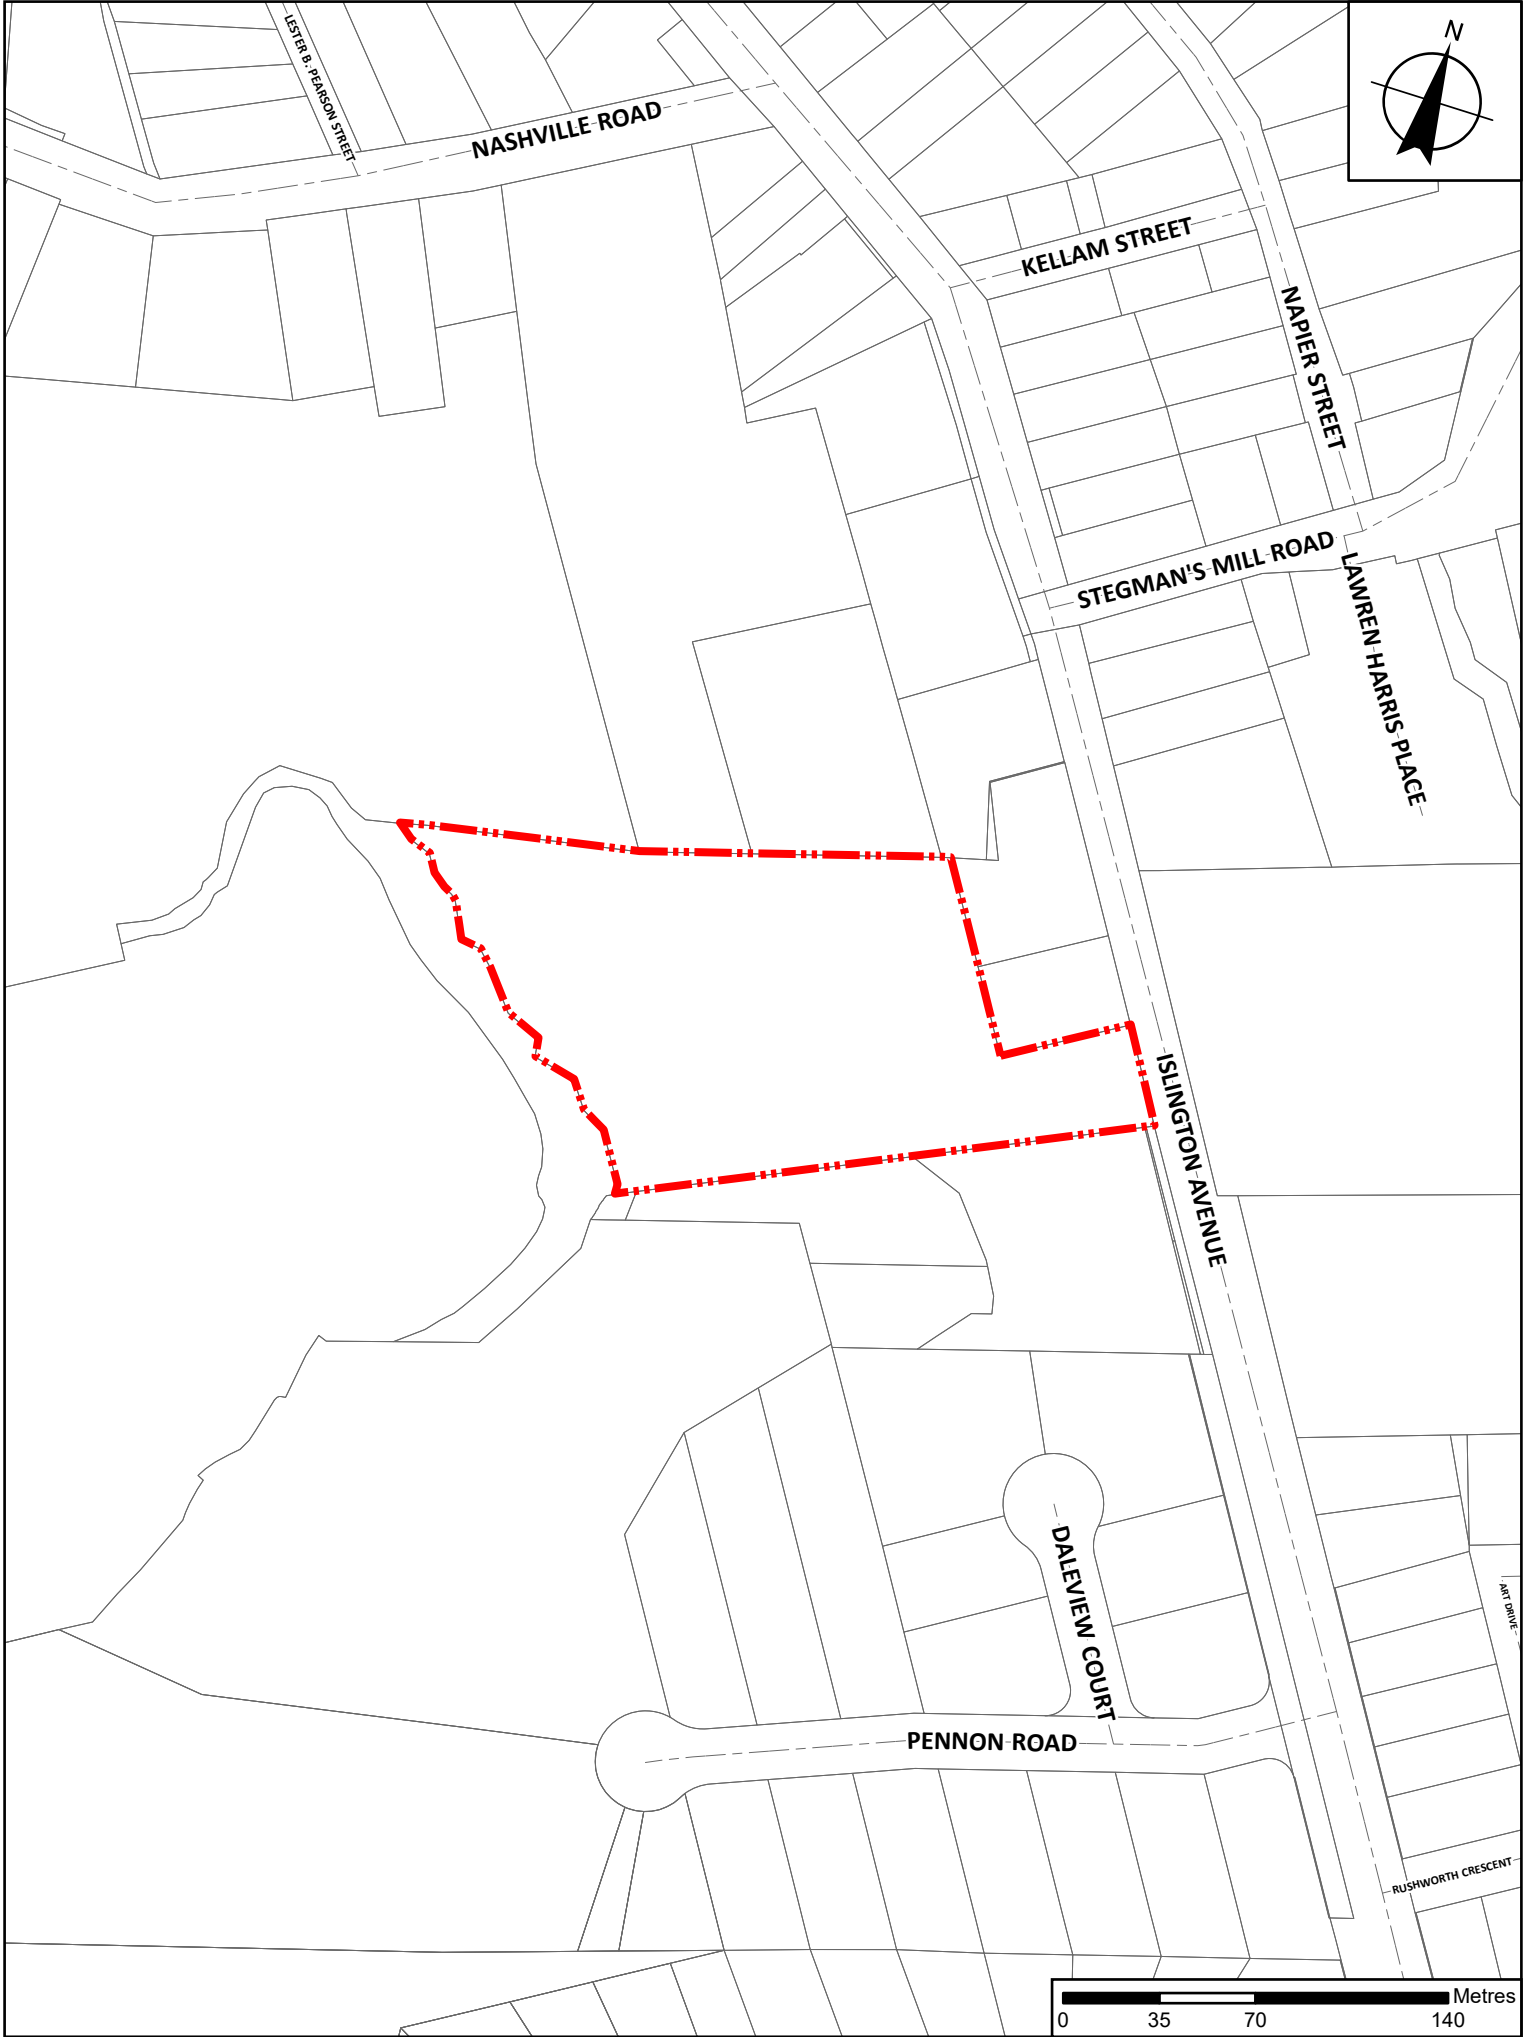 N
LESTER B. PEARSON STREET
NASHVILLE ROAD
KELLAM STREET
NAPIER STREET
STEGMAN'S MILL ROAD
LAWREN HARRIS PLACE
ISLINGTON AVENUE
DALEVIEW COURT
ART DRIVE
PENNON ROAD
RUSHWORTH CRESCENT
Metres
0 35 70 140